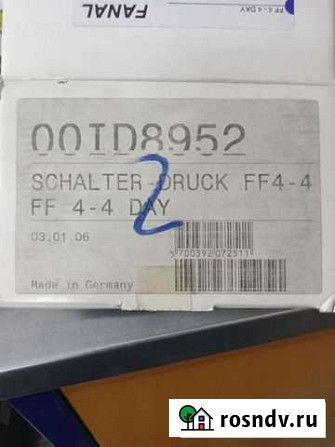 FANAL
FF 4-4 DAY
00ID8952
SCHALTER-DRUCK FF4-4
FF 4-4 DAY
2
03.01.06
5700392072511
Made in Germany
rosndv.ru